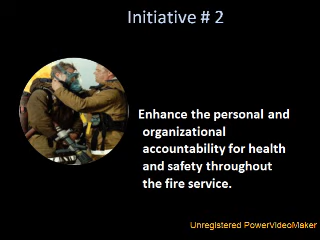 Initiative # 2
Enhance the personal and
organizational
accountability for health
and safety throughout
the fire service.
Unregistered PowerVideoMaker